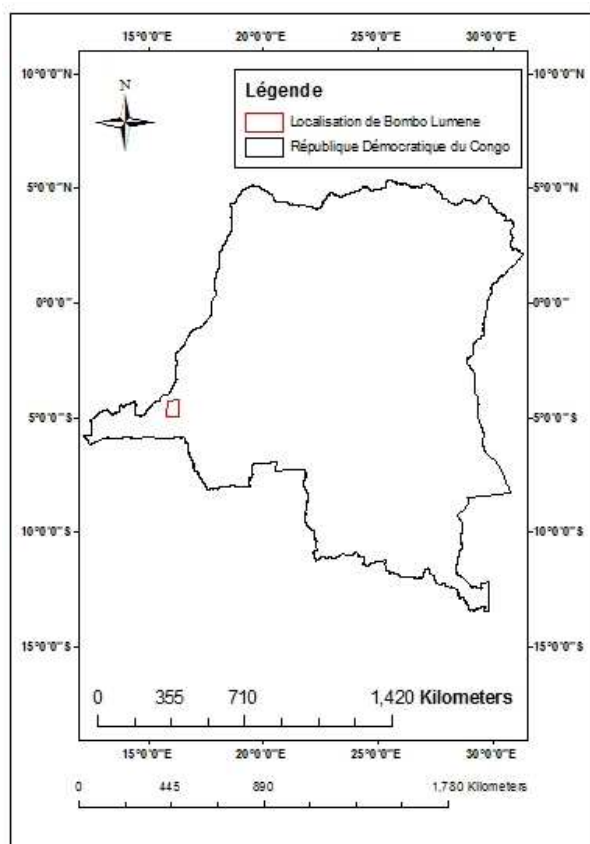 15°0'0"E 20°0'0"E 25°0'0"E 30°0'0"E
10°0'0"N 10°0'0"N
N
Légende
Localisation de Bombo Lumene
République Démocratique du Congo
5°0'0"N 5°0'0"N
0°0'0" 0°0'0"
5°0'0"S 5°0'0"S
10°0'0"S 10°0'0"S
15°0'0"S 15°0'0"S
0 355 710 1,420 Kilometers
15°0'0"E 20°0'0"E 25°0'0"E 30°0'0"E
0 445 890 1,780 Kilometers